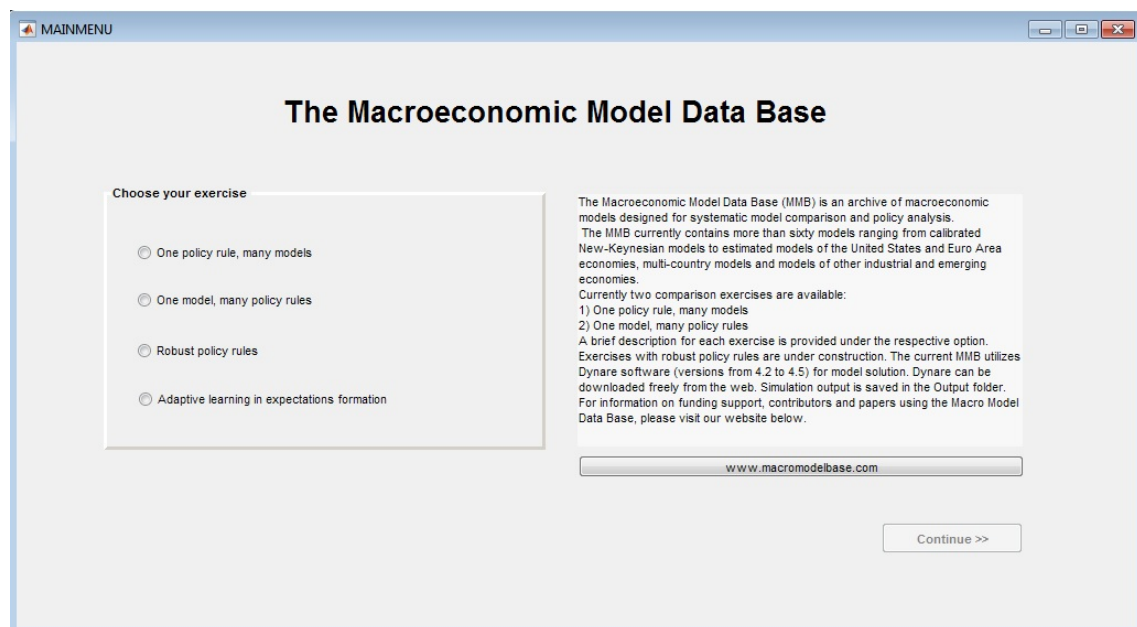 MAINMENU
The Macroeconomic Model Data Base
Choose your exercise
One policy rule, many models
One model, many policy rules
Robust policy rules
Adaptive learning in expectations formation
The Macroeconomic Model Data Base (MMB) is an archive of macroeconomic
models designed for systematic model comparison and policy analysis.
The MMB currently contains more than sixty models ranging from calibrated
New-Keynesian models to estimated models of the United States and Euro Area
economies, multi-country models and models of other industrial and emerging
economies.
Currently two comparison exercises are available:
1) One policy rule, many models
2) One model, many policy rules
A brief description for each exercise is provided under the respective option.
Exercises with robust policy rules are under construction. The current MMB utilizes
Dynare software (versions from 4.2 to 4.5) for model solution. Dynare can be
downloaded freely from the web. Simulation output is saved in the Output folder.
For information on funding support, contributors and papers using the Macro Model
Data Base, please visit our website below.
www.macromodelbase.com
Continue >>